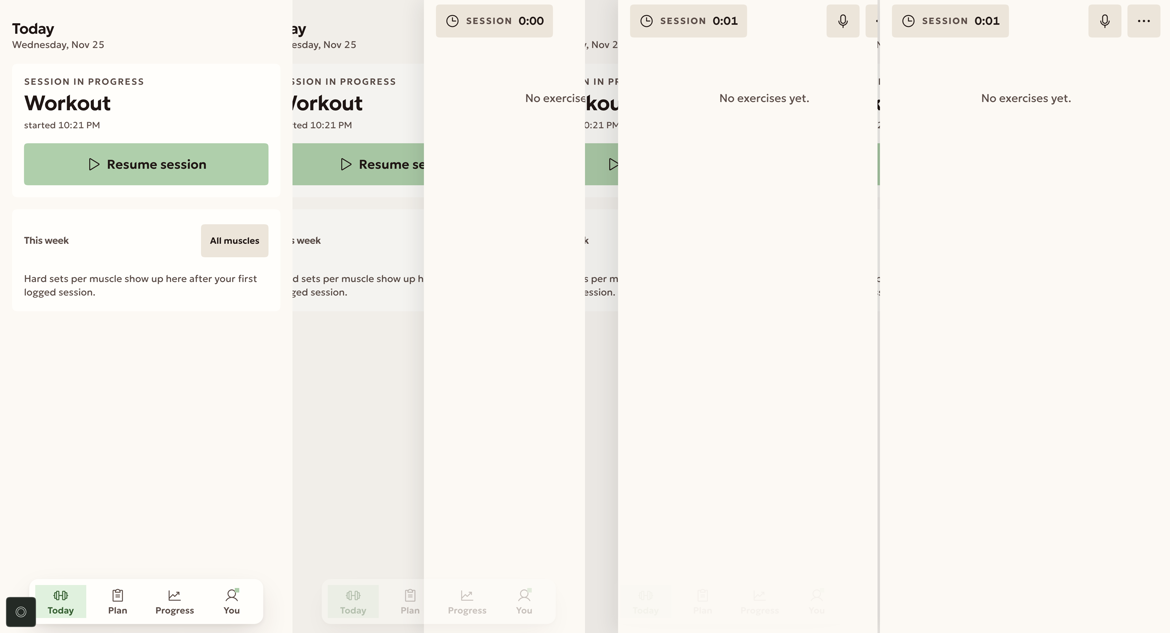 Today
Wednesday, Nov 25
SESSION IN PROGRESS
Workout
started 10:21 PM
Resume session
This week
All muscles
Hard sets per muscle show up here after your first
logged session.
Today
Plan
Progress
You
ay
esday, Nov 25
SION IN PROGRESS
orkout
ted 10:21 PM
Resume se
s week
d sets per muscle show up h
ged session.
Today
Plan
Progress
You
SESSION 0:00
No exercise
v, Nov 2
N IN PR
kou
0:21 PM
k
s per m
ession.
SESSION 0:01
No exercises yet.
SESSION 0:01
No exercises yet.